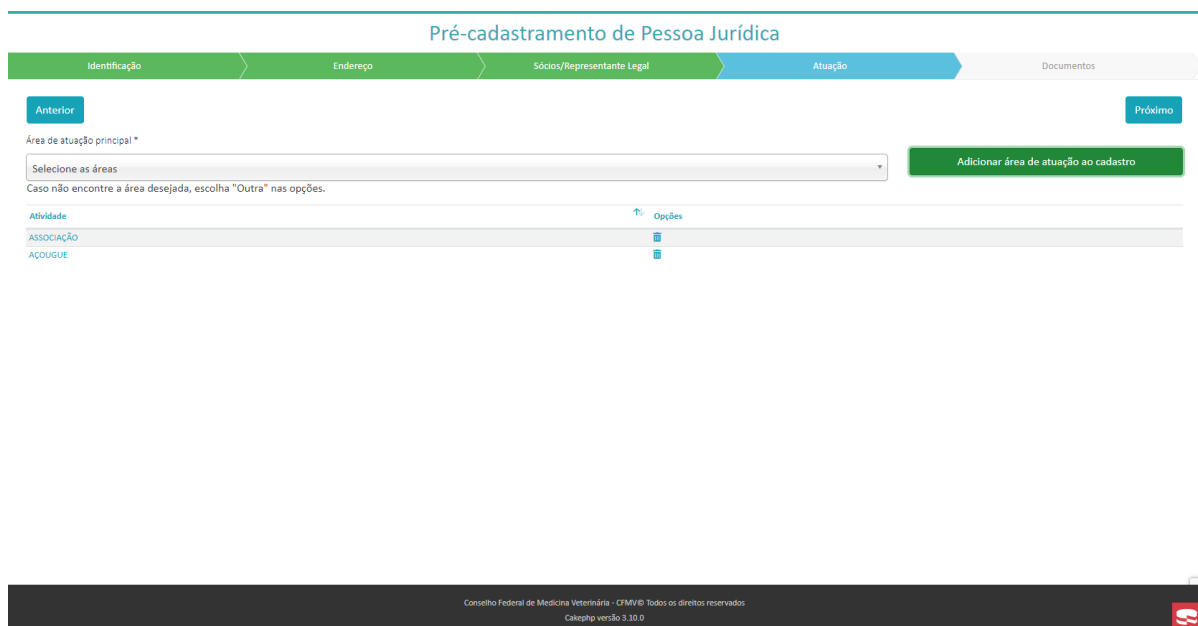 Pré-cadastramento de Pessoa Jurídica
Identificação
Endereço
Sócios/Representante Legal
Atuação
Documentos
Anterior
Próximo
Área de atuação principal *
Selecione as áreas
Adicionar área de atuação ao cadastro
Caso não encontre a área desejada, escolha "Outra" nas opções.
Atividade
Opções
ASSOCIAÇÃO
AÇOUGUE
Conselho Federal de Medicina Veterinária - CFMV© Todos os direitos reservados
Cakephp versão 3.10.0